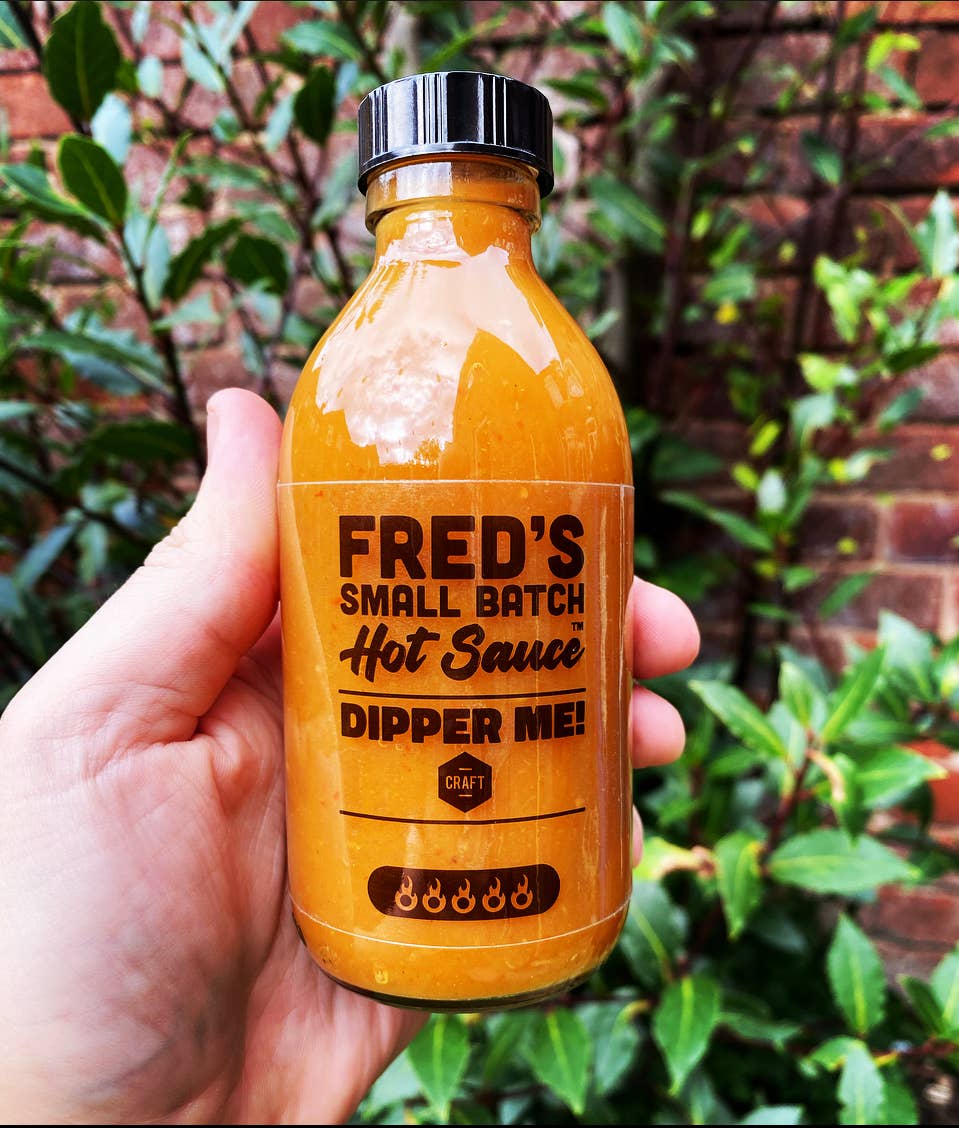 FRED'S
SMALL BATCH
Hot Sauce™
DIPPER ME!
CRAFT